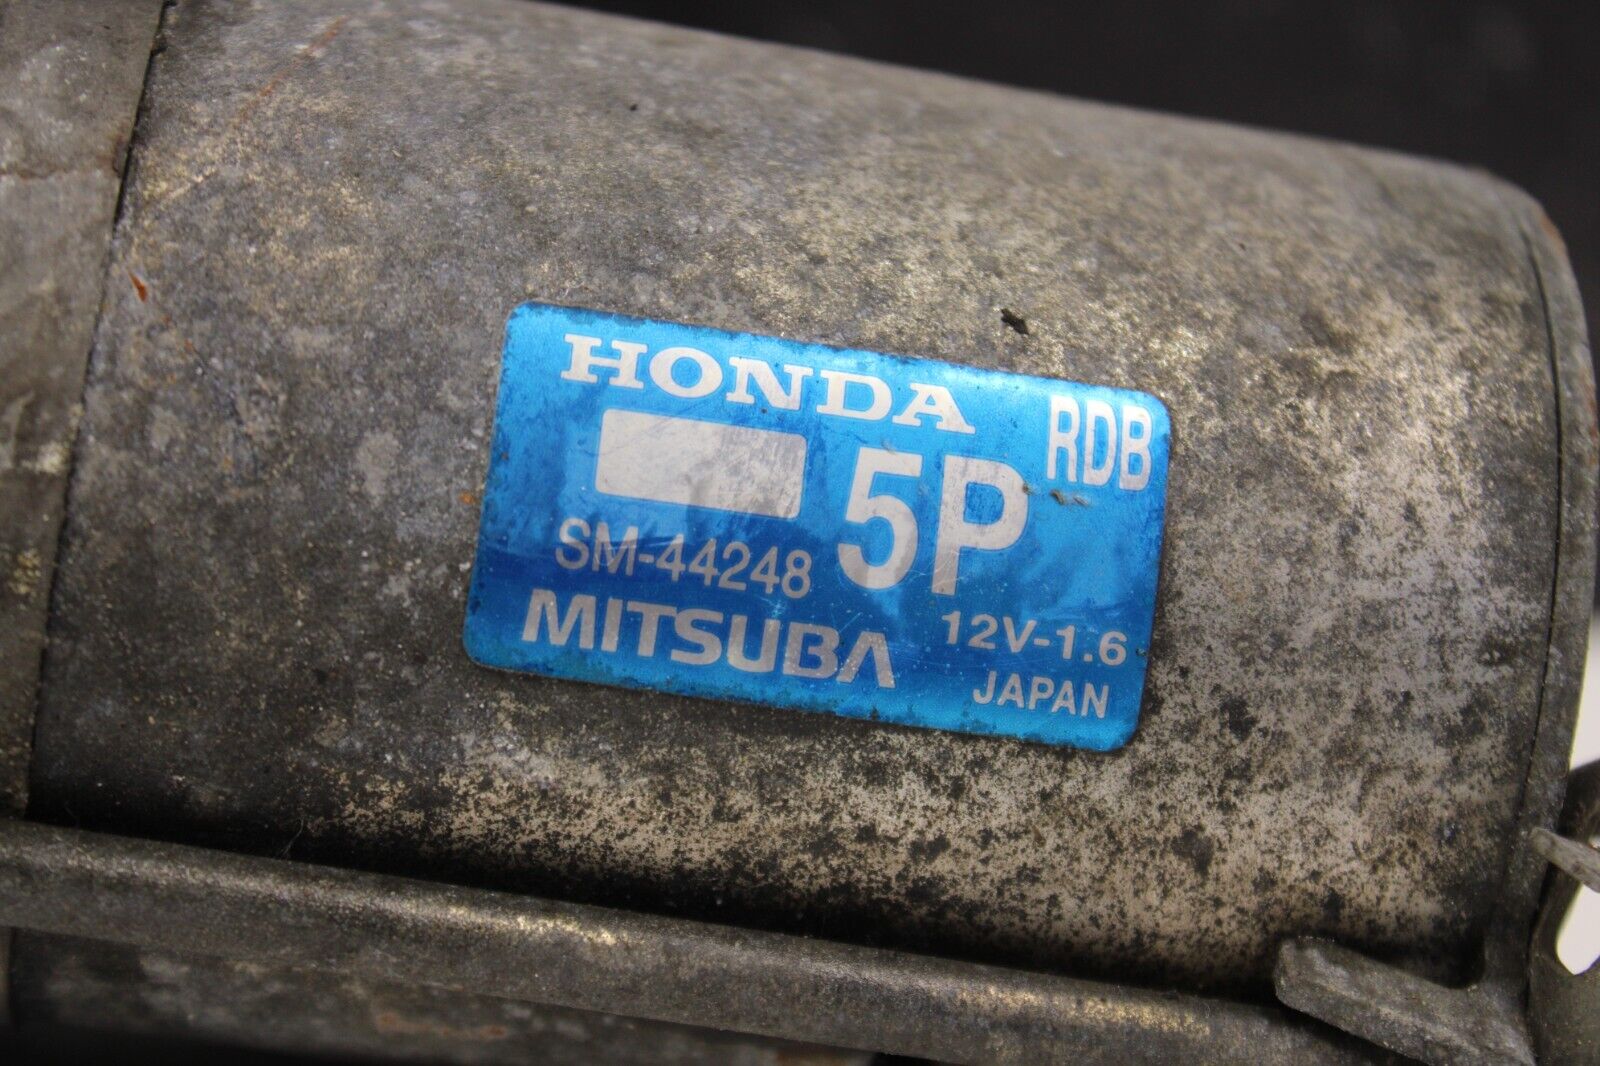 HONDA
RDB
5P
SM-44248
MITSUBA
12V-1.6
JAPAN